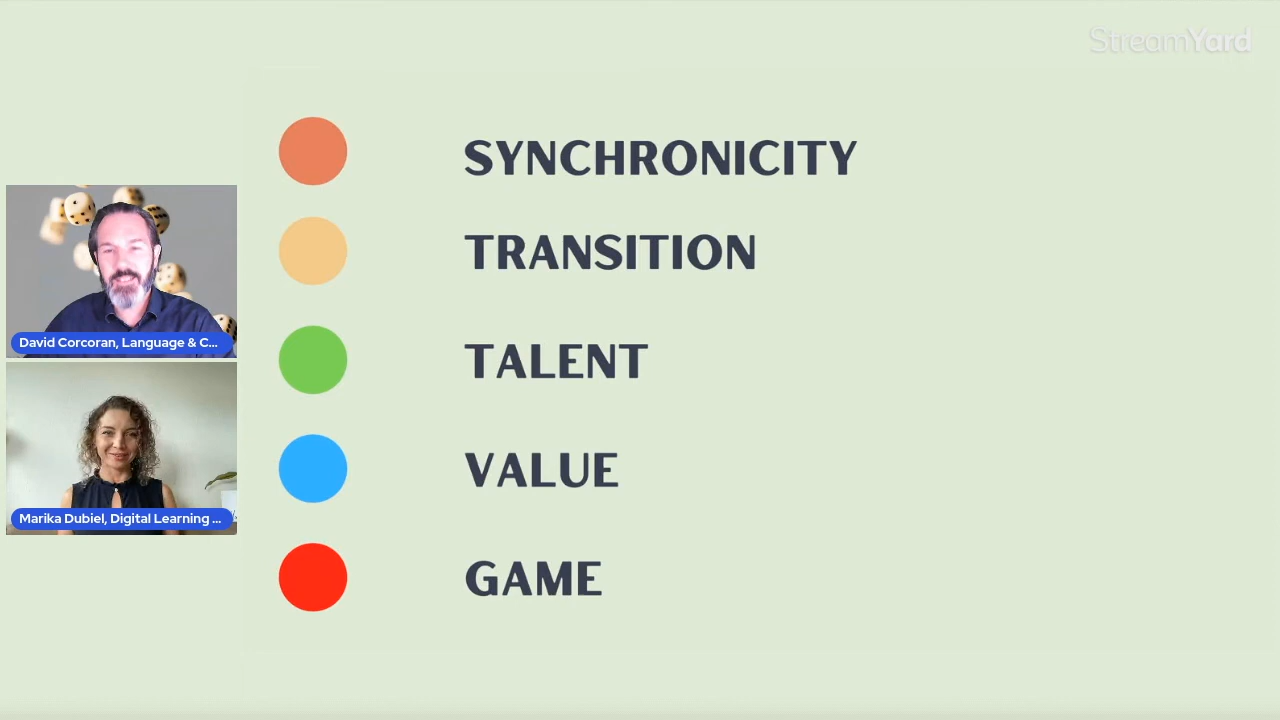 StreamYard
SYNCHRONICITY
TRANSITION
TALENT
VALUE
GAME
David Corcoran, Language & C...
Marika Dubiel, Digital Learning ...